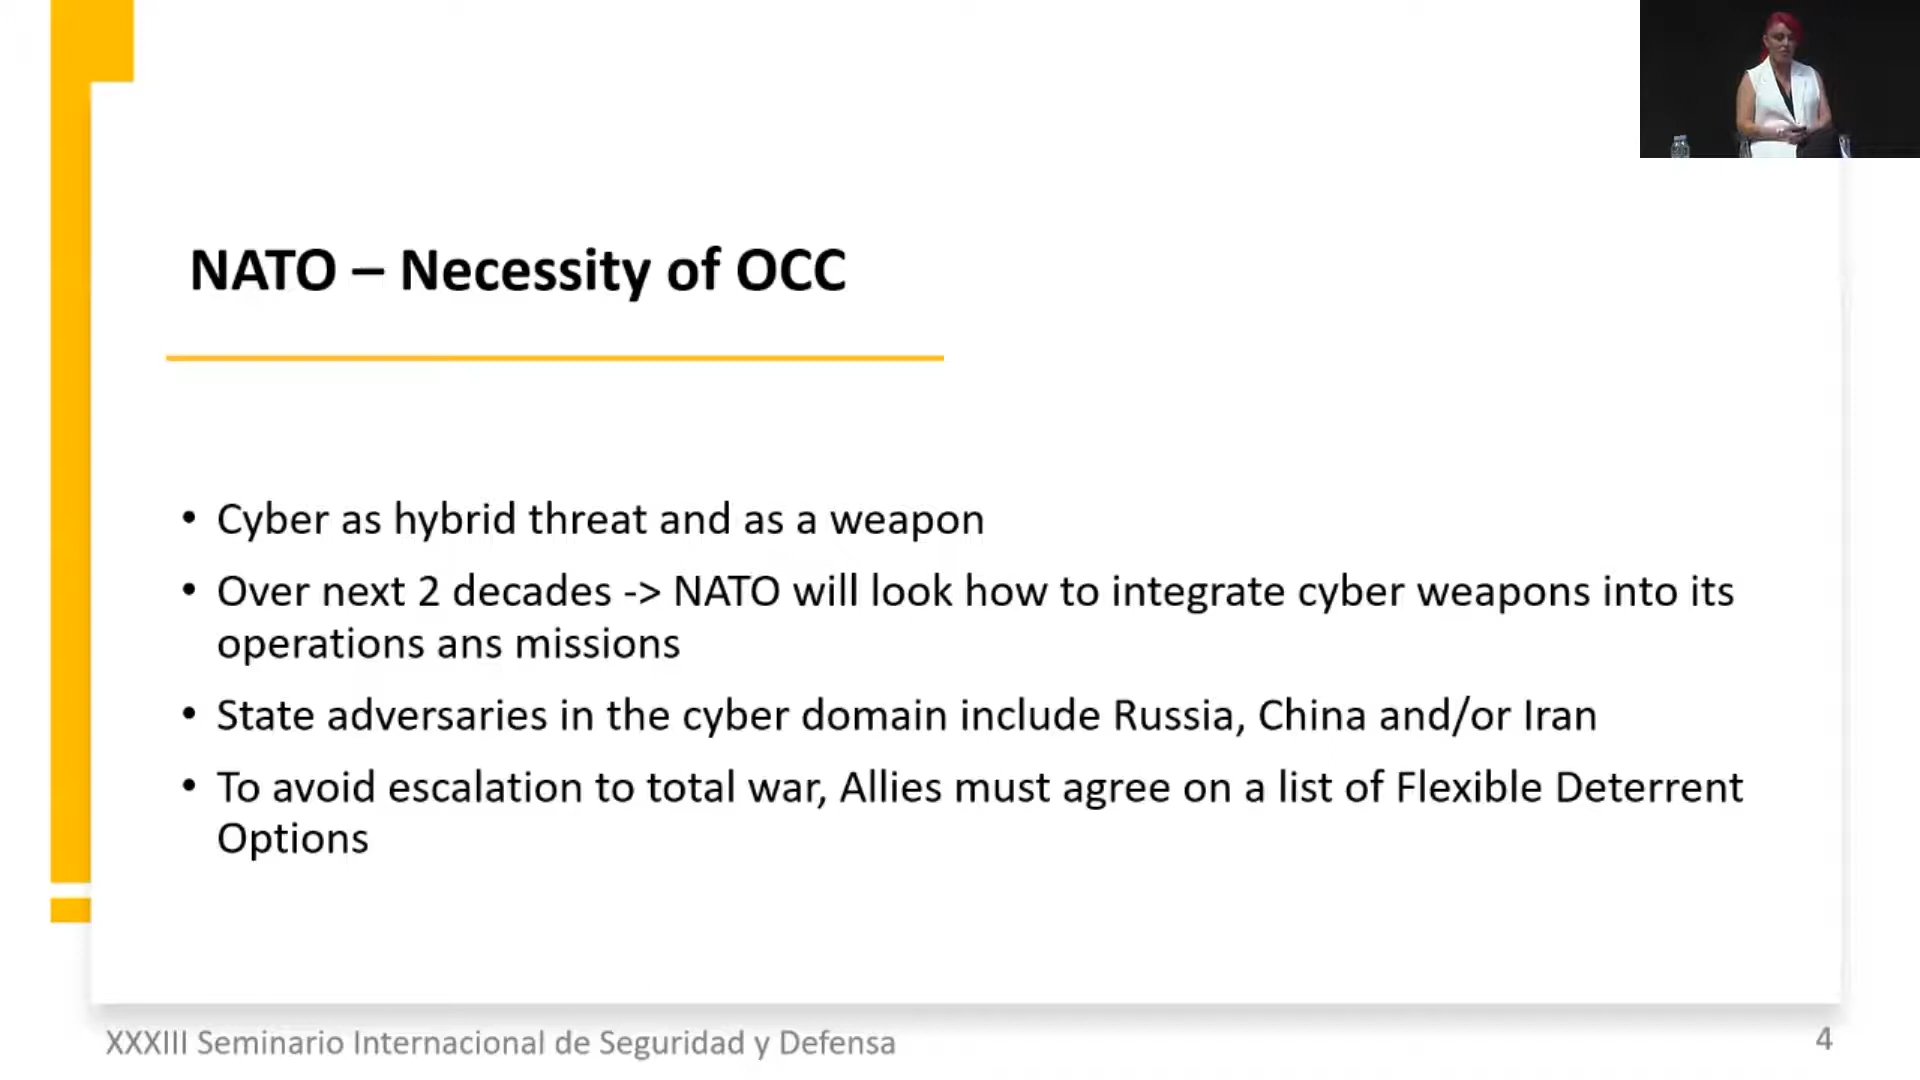 NATO – Necessity of OCC
• Cyber as hybrid threat and as a weapon
• Over next 2 decades -> NATO will look how to integrate cyber weapons into its
operations ans missions
• State adversaries in the cyber domain include Russia, China and/or Iran
• To avoid escalation to total war, Allies must agree on a list of Flexible Deterrent
Options
XXXIII Seminario Internacional de Seguridad y Defensa
4